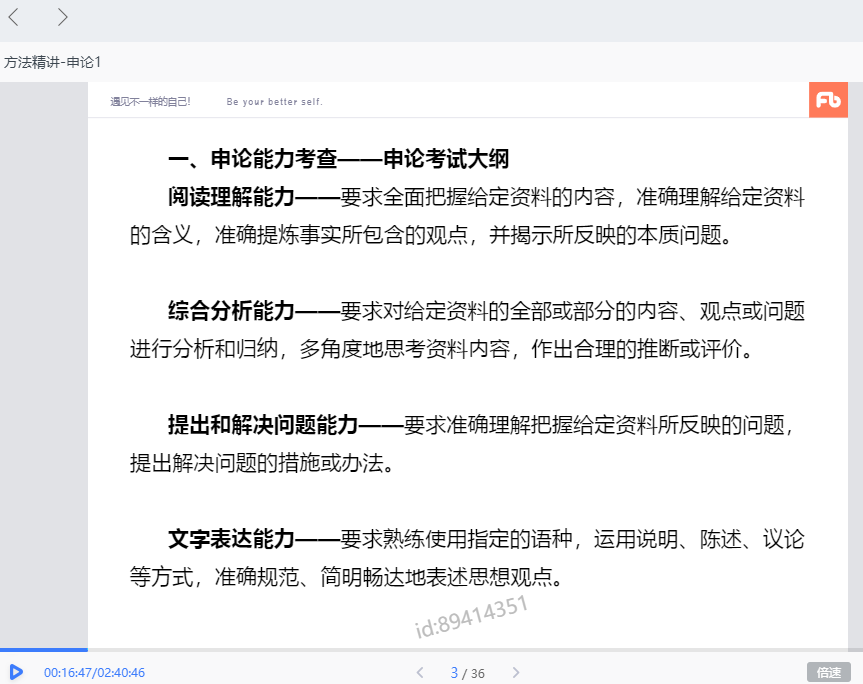 方法精讲-申论1
遇见不一样的自己! Be your better self.
Fb
一、申论能力考查——申论考试大纲
阅读理解能力——要求全面把握给定资料的内容，准确理解给定资料
的含义，准确提炼事实所包含的观点，并揭示所反映的本质问题。
综合分析能力——要求对给定资料的全部或部分的内容、观点或问题
进行分析和归纳，多角度地思考资料内容，作出合理的推断或评价。
提出和解决问题能力——要求准确理解把握给定资料所反映的问题，
提出解决问题的措施或办法。
文字表达能力——要求熟练使用指定的语种，运用说明、陈述、议论
等方式，准确规范、简明畅达地表述思想观点。
id:89414351
00:16:47/02:40:46 3 / 36 倍速